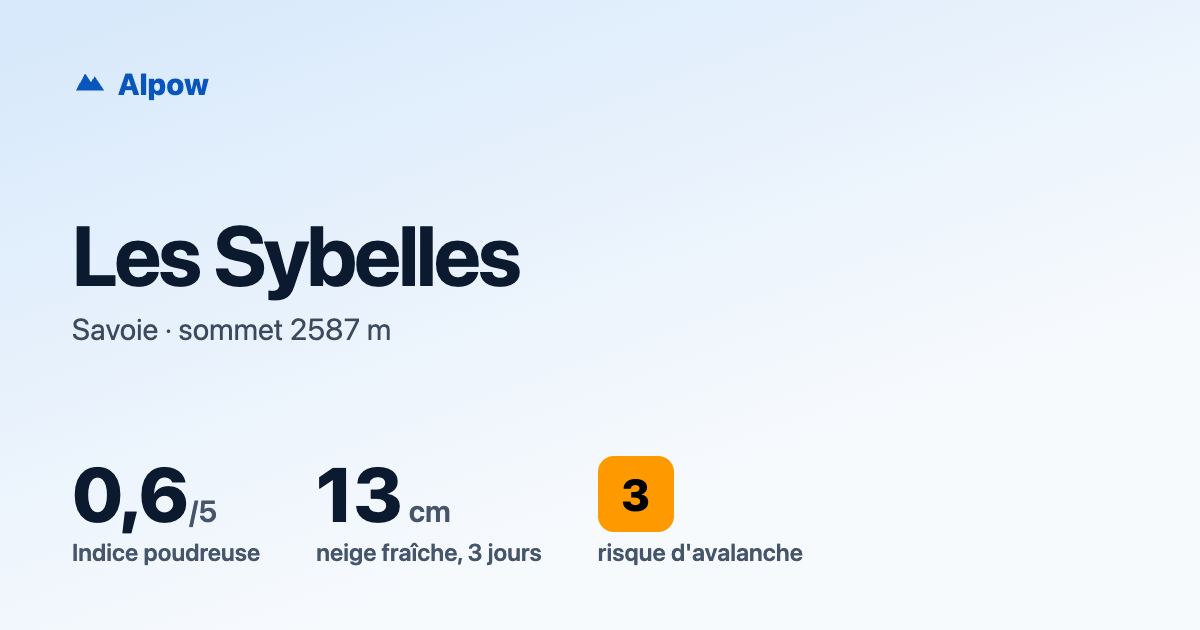 Alpow
Les Sybelles
Savoie · sommet 2587 m
0,6/5
Indice poudreuse
13 cm
neige fraîche, 3 jours
3
risque d'avalanche